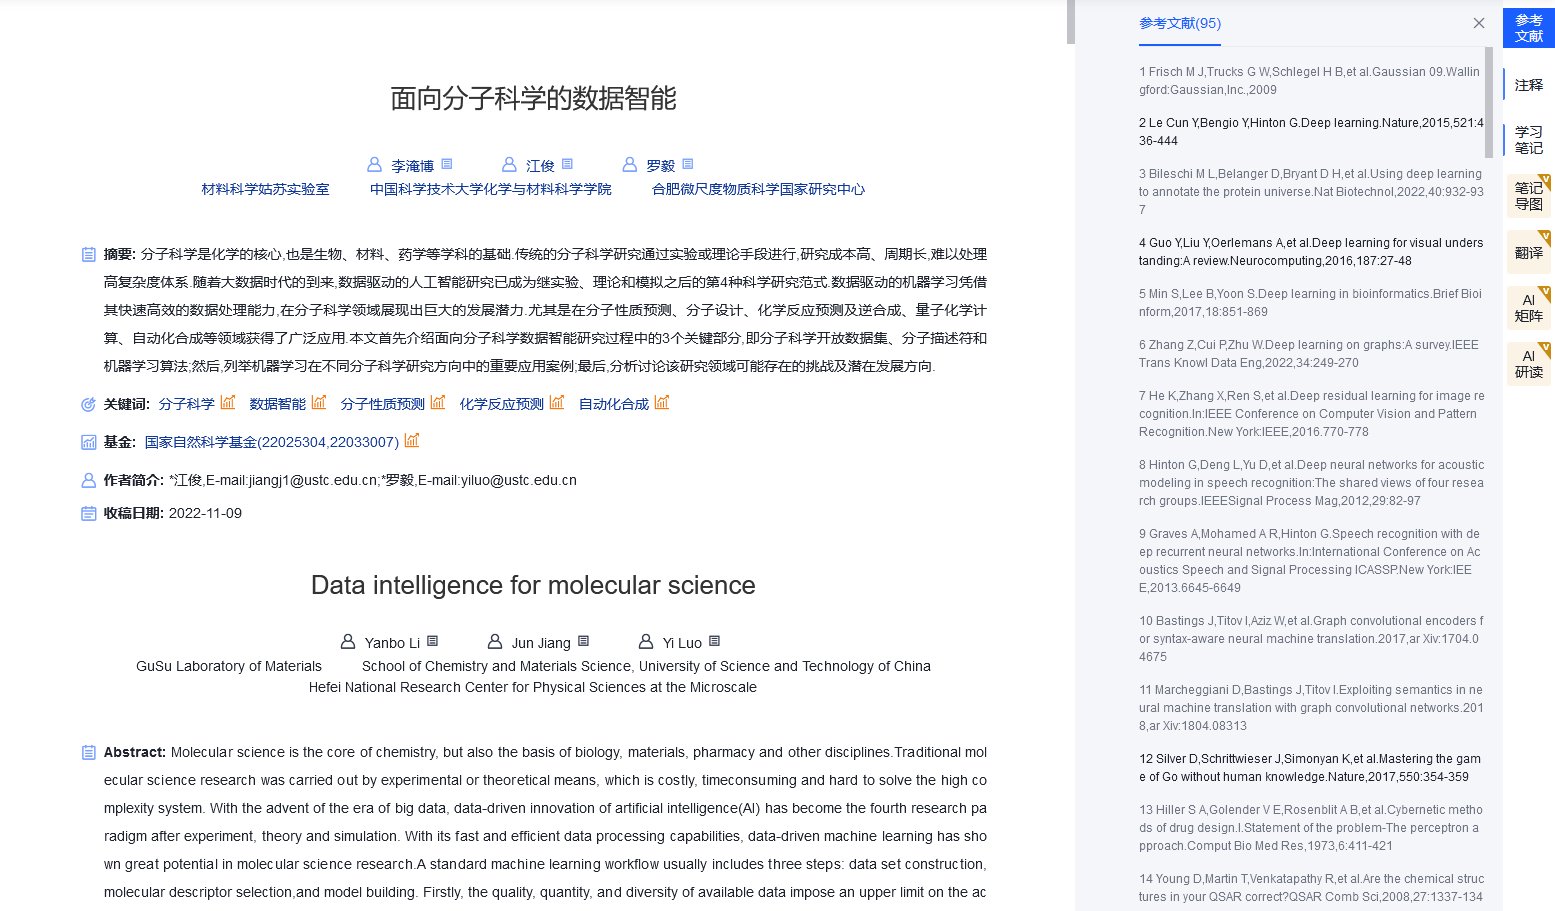 面向分子科学的数据智能
李淹博 江俊 罗毅
材料科学姑苏实验室 中国科学技术大学化学与材料科学学院 合肥微尺度物质科学国家研究中心
摘要: 分子科学是化学的核心,也是生物、材料、药学等学科的基础.传统的分子科学研究通过实验或理论手段进行,研究成本高、周期长,难以处理
高复杂度体系.随着大数据时代的到来,数据驱动的人工智能研究已成为继实验、理论和模拟之后的第4种科学研究范式.数据驱动的机器学习凭借
其快速高效的数据处理能力,在分子科学领域展现出巨大的发展潜力.尤其是在分子性质预测、分子设计、化学反应预测及逆合成、量子化学计
算、自动化合成等领域获得了广泛应用.本文首先介绍面向分子科学数据智能研究过程中的3个关键部分,即分子科学开放数据集、分子描述符和
机器学习算法;然后,列举机器学习在不同分子科学研究方向中的重要应用案例;最后,分析讨论该研究领域可能存在的挑战及潜在发展方向.
关键词: 分子科学 数据智能 分子性质预测 化学反应预测 自动化合成
基金: 国家自然科学基金(22025304,22033007)
作者简介: *江俊,E-mail:jiangj1@ustc.edu.cn;*罗毅,E-mail:yiluo@ustc.edu.cn
收稿日期: 2022-11-09
Data intelligence for molecular science
Yanbo Li Jun Jiang Yi Luo
GuSu Laboratory of Materials School of Chemistry and Materials Science, University of Science and Technology of China
Hefei National Research Center for Physical Sciences at the Microscale
Abstract: Molecular science is the core of chemistry, but also the basis of biology, materials, pharmacy and other disciplines.Traditional mol
ecular science research was carried out by experimental or theoretical means, which is costly, timeconsuming and hard to solve the high co
mplexity system. With the advent of the era of big data, data-driven innovation of artificial intelligence(AI) has become the fourth research pa
radigm after experiment, theory and simulation. With its fast and efficient data processing capabilities, data-driven machine learning has sho
wn great potential in molecular science research.A standard machine learning workflow usually includes three steps: data set construction,
molecular descriptor selection,and model building. Firstly, the quality, quantity, and diversity of available data impose an upper limit on the ac
参考文献(95)
1 Frisch M J,Trucks G W,Schlegel H B,et al.Gaussian 09.Wallin
gford:Gaussian,Inc.,2009
2 Le Cun Y,Bengio Y,Hinton G.Deep learning.Nature,2015,521:4
36-444
3 Bileschi M L,Belanger D,Bryant D H,et al.Using deep learning
to annotate the protein universe.Nat Biotechnol,2022,40:932-93
7
4 Guo Y,Liu Y,Oerlemans A,et al.Deep learning for visual unders
tanding:A review.Neurocomputing,2016,187:27-48
5 Min S,Lee B,Yoon S.Deep learning in bioinformatics.Brief Bioi
nform,2017,18:851-869
6 Zhang Z,Cui P,Zhu W.Deep learning on graphs:A survey.IEEE
Trans Knowl Data Eng,2022,34:249-270
7 He K,Zhang X,Ren S,et al.Deep residual learning for image re
cognition.In:IEEE Conference on Computer Vision and Pattern
Recognition.New York:IEEE,2016.770-778
8 Hinton G,Deng L,Yu D,et al.Deep neural networks for acoustic
modeling in speech recognition:The shared views of four resea
rch groups.IEEESignal Process Mag,2012,29:82-97
9 Graves A,Mohamed A R,Hinton G.Speech recognition with de
ep recurrent neural networks.In:International Conference on Ac
oustics Speech and Signal Processing ICASSP.New York:IEE
E,2013.6645-6649
10 Bastings J,Titov I,Aziz W,et al.Graph convolutional encoders f
or syntax-aware neural machine translation.2017,ar Xiv:1704.0
4675
11 Marcheggiani D,Bastings J,Titov I.Exploiting semantics in ne
ural machine translation with graph convolutional networks.201
8,ar Xiv:1804.08313
12 Silver D,Schrittwieser J,Simonyan K,et al.Mastering the gam
e of Go without human knowledge.Nature,2017,550:354-359
13 Hiller S A,Golender V E,Rosenblit A B,et al.Cybernetic metho
ds of drug design.I.Statement of the problem-The perceptron a
pproach.Comput Bio Med Res,1973,6:411-421
14 Young D,Martin T,Venkatapathy R,et al.Are the chemical struc
tures in your QSAR correct?QSAR Comb Sci,2008,27:1337-134
参考
文献
注释
学习
笔记
笔记
导图
翻译
AI
矩阵
AI
研读